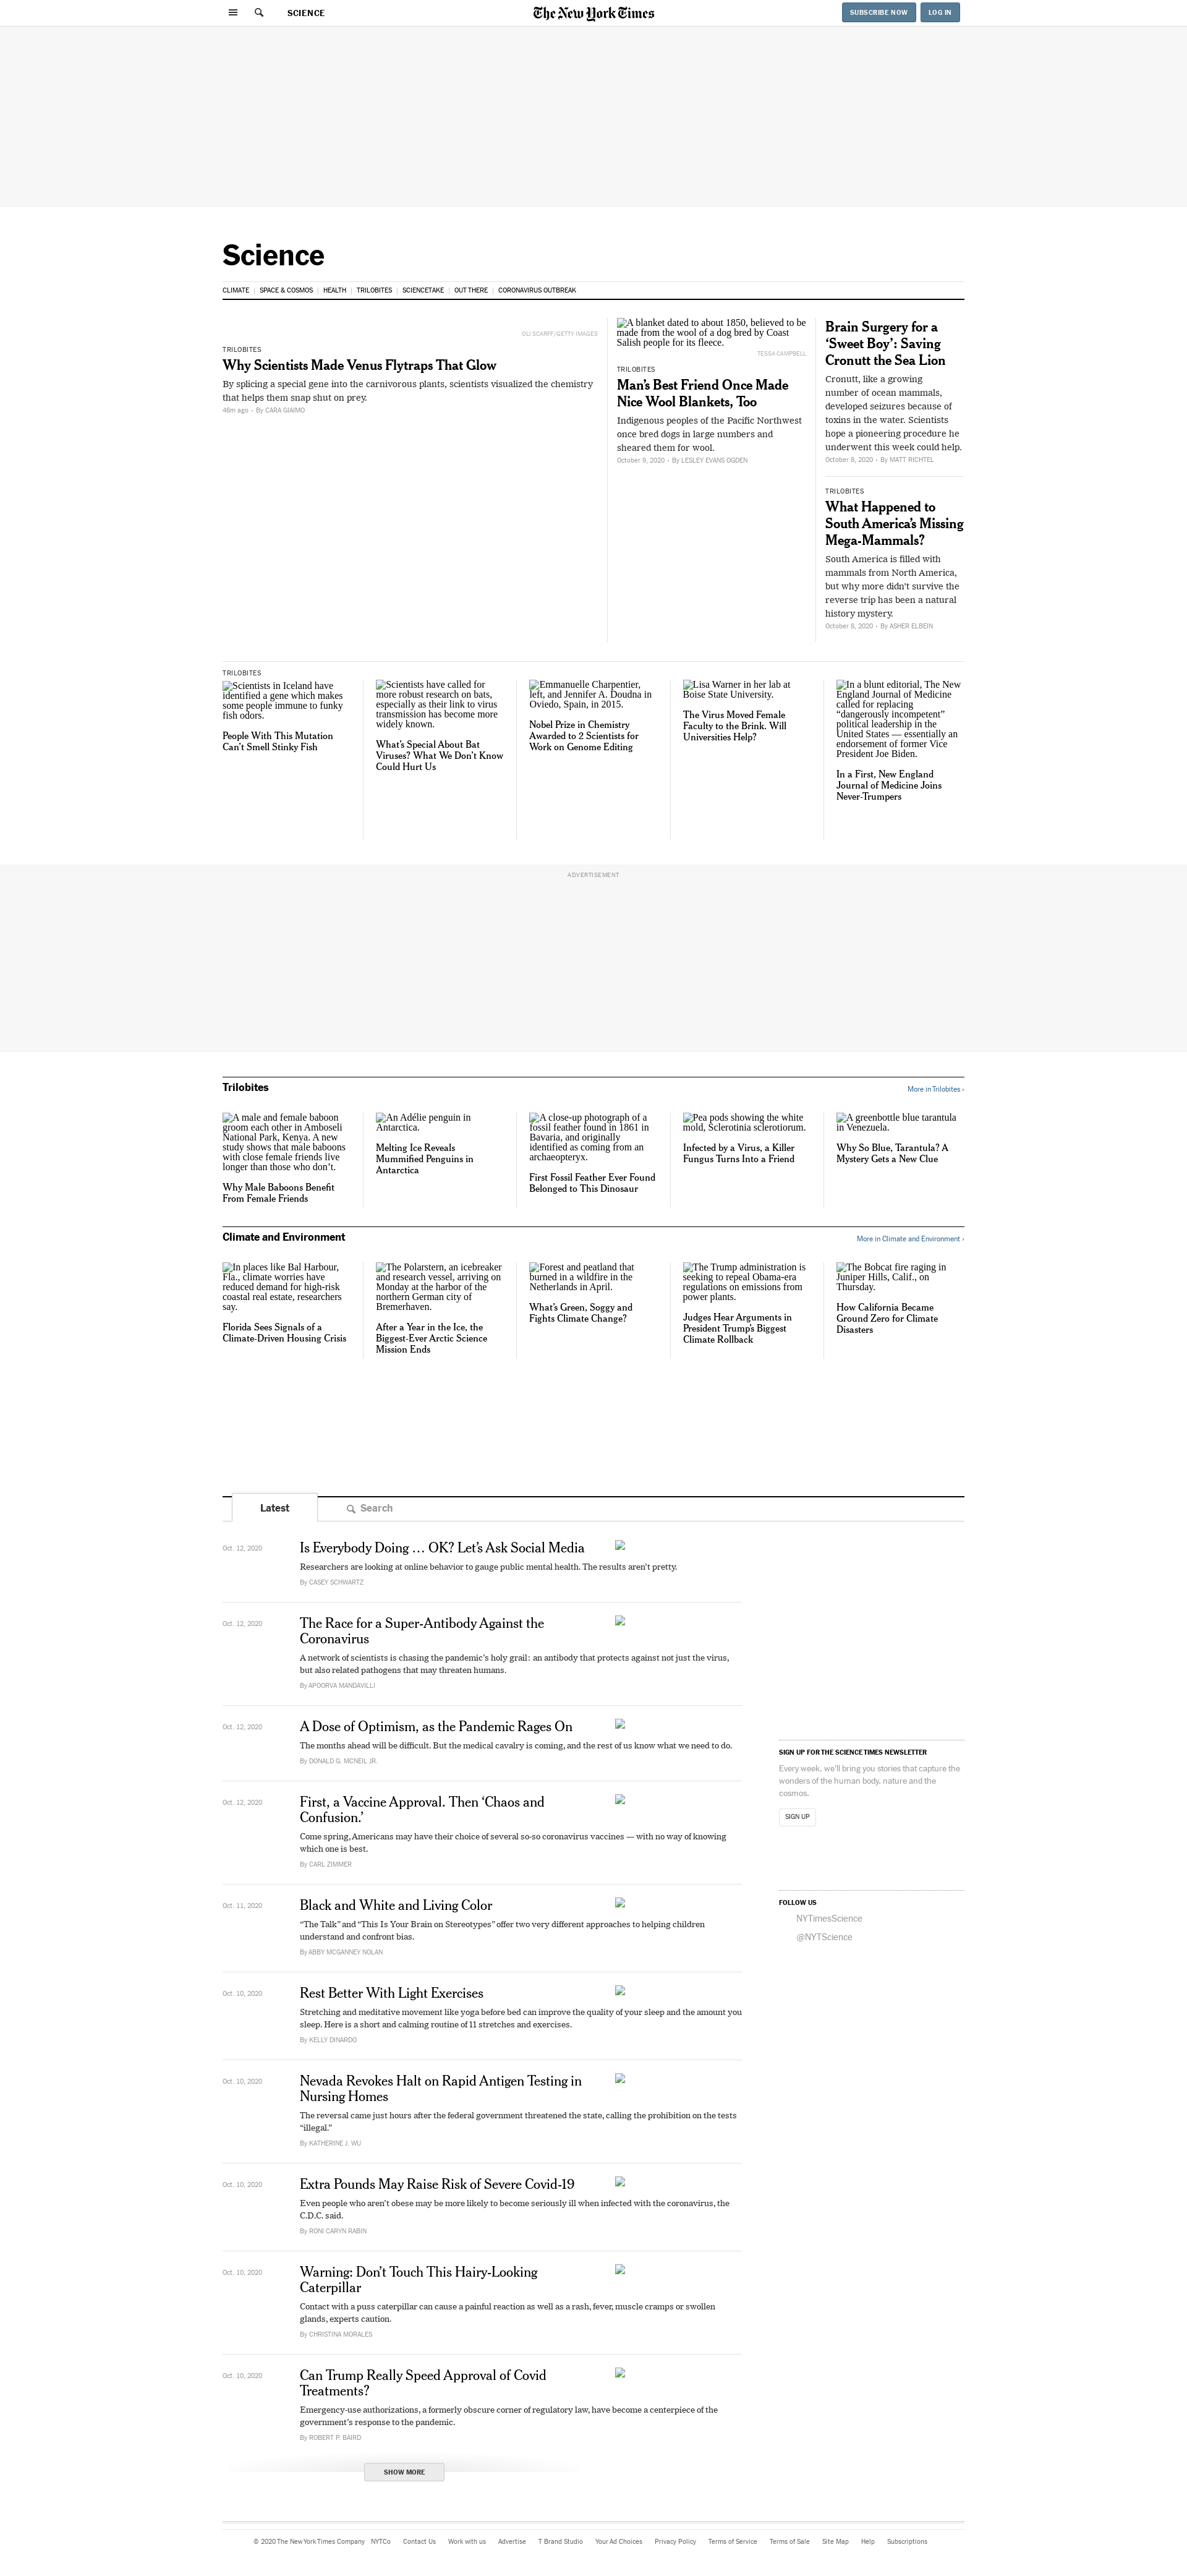 SCIENCE
The New York Times
SUBSCRIBE NOW
LOG IN
Science
CLIMATE | SPACE & COSMOS | HEALTH | TRILOBITES | SCIENCETAKE | OUT THERE | CORONAVIRUS OUTBREAK
OLI SCARFF/GETTY IMAGES
TRILOBITES
Why Scientists Made Venus Flytraps That Glow
By splicing a special gene into the carnivorous plants, scientists visualized the chemistry
that helps them snap shut on prey.
46m ago • By CARA GIAIMO
A blanket dated to about 1850, believed to be
made from the wool of a dog bred by Coast
Salish people for its fleece.
TESSA CAMPBELL
TRILOBITES
Man’s Best Friend Once Made
Nice Wool Blankets, Too
Indigenous peoples of the Pacific Northwest
once bred dogs in large numbers and
sheared them for wool.
October 9, 2020 • By LESLEY EVANS OGDEN
Brain Surgery for a
‘Sweet Boy’: Saving
Cronutt the Sea Lion
Cronutt, like a growing
number of ocean mammals,
developed seizures because of
toxins in the water. Scientists
hope a pioneering procedure he
underwent this week could help.
October 8, 2020 • By MATT RICHTEL
TRILOBITES
What Happened to
South America’s Missing
Mega-Mammals?
South America is filled with
mammals from North America,
but why more didn’t survive the
reverse trip has been a natural
history mystery.
October 8, 2020 • By ASHER ELBEIN
TRILOBITES
Scientists in Iceland have
identified a gene which makes
some people immune to funky
fish odors.
People With This Mutation
Can’t Smell Stinky Fish
Scientists have called for
more robust research on bats,
especially as their link to virus
transmission has become more
widely known.
What’s Special About Bat
Viruses? What We Don’t Know
Could Hurt Us
Emmanuelle Charpentier,
left, and Jennifer A. Doudna in
Oviedo, Spain, in 2015.
Nobel Prize in Chemistry
Awarded to 2 Scientists for
Work on Genome Editing
Lisa Warner in her lab at
Boise State University.
The Virus Moved Female
Faculty to the Brink. Will
Universities Help?
In a blunt editorial, The New
England Journal of Medicine
called for replacing
“dangerously incompetent”
political leadership in the
United States — essentially an
endorsement of former Vice
President Joe Biden.
In a First, New England
Journal of Medicine Joins
Never-Trumpers
ADVERTISEMENT
Trilobites
More in Trilobites ›
A male and female baboon
groom each other in Amboseli
National Park, Kenya. A new
study shows that male baboons
with close female friends live
longer than those who don’t.
Why Male Baboons Benefit
From Female Friends
An Adélie penguin in
Antarctica.
Melting Ice Reveals
Mummified Penguins in
Antarctica
A close-up photograph of a
fossil feather found in 1861 in
Bavaria, and originally
identified as coming from an
archaeopteryx.
First Fossil Feather Ever Found
Belonged to This Dinosaur
Pea pods showing the white
mold, Sclerotinia sclerotiorum.
Infected by a Virus, a Killer
Fungus Turns Into a Friend
A greenbottle blue tarantula
in Venezuela.
Why So Blue, Tarantula? A
Mystery Gets a New Clue
Climate and Environment
More in Climate and Environment ›
In places like Bal Harbour,
Fla., climate worries have
reduced demand for high-risk
coastal real estate, researchers
say.
Florida Sees Signals of a
Climate-Driven Housing Crisis
The Polarstern, an icebreaker
and research vessel, arriving on
Monday at the harbor of the
northern German city of
Bremerhaven.
After a Year in the Ice, the
Biggest-Ever Arctic Science
Mission Ends
Forest and peatland that
burned in a wildfire in the
Netherlands in April.
What’s Green, Soggy and
Fights Climate Change?
The Trump administration is
seeking to repeal Obama-era
regulations on emissions from
power plants.
Judges Hear Arguments in
President Trump’s Biggest
Climate Rollback
The Bobcat fire raging in
Juniper Hills, Calif., on
Thursday.
How California Became
Ground Zero for Climate
Disasters
Latest
Search
Oct. 12, 2020
Is Everybody Doing … OK? Let’s Ask Social Media
Researchers are looking at online behavior to gauge public mental health. The results aren’t pretty.
By CASEY SCHWARTZ
Oct. 12, 2020
The Race for a Super-Antibody Against the
Coronavirus
A network of scientists is chasing the pandemic’s holy grail: an antibody that protects against not just the virus,
but also related pathogens that may threaten humans.
By APOORVA MANDAVILLI
Oct. 12, 2020
A Dose of Optimism, as the Pandemic Rages On
The months ahead will be difficult. But the medical cavalry is coming, and the rest of us know what we need to do.
By DONALD G. MCNEIL JR.
Oct. 12, 2020
First, a Vaccine Approval. Then ‘Chaos and
Confusion.’
Come spring, Americans may have their choice of several so-so coronavirus vaccines — with no way of knowing
which one is best.
By CARL ZIMMER
Oct. 11, 2020
Black and White and Living Color
“The Talk” and “This Is Your Brain on Stereotypes” offer two very different approaches to helping children
understand and confront bias.
By ABBY MCGANNEY NOLAN
Oct. 10, 2020
Rest Better With Light Exercises
Stretching and meditative movement like yoga before bed can improve the quality of your sleep and the amount you
sleep. Here is a short and calming routine of 11 stretches and exercises.
By KELLY DINARDO
Oct. 10, 2020
Nevada Revokes Halt on Rapid Antigen Testing in
Nursing Homes
The reversal came just hours after the federal government threatened the state, calling the prohibition on the tests
“illegal.”
By KATHERINE J. WU
Oct. 10, 2020
Extra Pounds May Raise Risk of Severe Covid-19
Even people who aren’t obese may be more likely to become seriously ill when infected with the coronavirus, the
C.D.C. said.
By RONI CARYN RABIN
Oct. 10, 2020
Warning: Don’t Touch This Hairy-Looking
Caterpillar
Contact with a puss caterpillar can cause a painful reaction as well as a rash, fever, muscle cramps or swollen
glands, experts caution.
By CHRISTINA MORALES
Oct. 10, 2020
Can Trump Really Speed Approval of Covid
Treatments?
Emergency-use authorizations, a formerly obscure corner of regulatory law, have become a centerpiece of the
government’s response to the pandemic.
By ROBERT P. BAIRD
SHOW MORE
SIGN UP FOR THE SCIENCE TIMES NEWSLETTER
Every week, we’ll bring you stories that capture the
wonders of the human body, nature and the
cosmos.
SIGN UP
FOLLOW US
NYTimesScience
@NYTScience
© 2020 The New York Times Company NYTCo Contact Us Work with us Advertise T Brand Studio Your Ad Choices Privacy Policy Terms of Service Terms of Sale Site Map Help Subscriptions